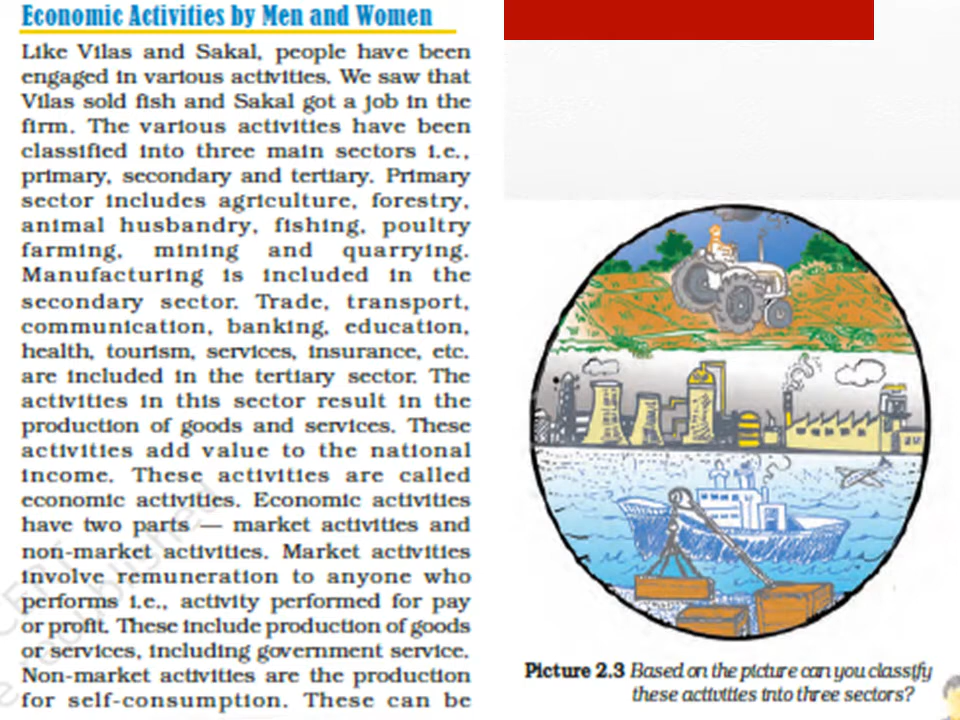 Economic Activities by Men and Women
Like Vilas and Sakal, people have been
engaged in various activities. We saw that
Vilas sold fish and Sakal got a job in the
firm. The various activities have been
classified into three main sectors i.e.,
primary, secondary and tertiary. Primary
sector includes agriculture, forestry,
animal husbandry, fishing, poultry
farming, mining and quarrying.
Manufacturing is included in the
secondary sector. Trade, transport,
communication, banking, education,
health, tourism, services, insurance, etc.
are included in the tertiary sector. The
activities in this sector result in the
production of goods and services. These
activities add value to the national
income. These activities are called
economic activities. Economic activities
have two parts — market activities and
non-market activities. Market activities
involve remuneration to anyone who
performs i.e., activity performed for pay
or profit. These include production of goods
or services, including government service.
Non-market activities are the production
for self-consumption. These can be
Picture 2.3 Based on the picture can you classify
these activities into three sectors?